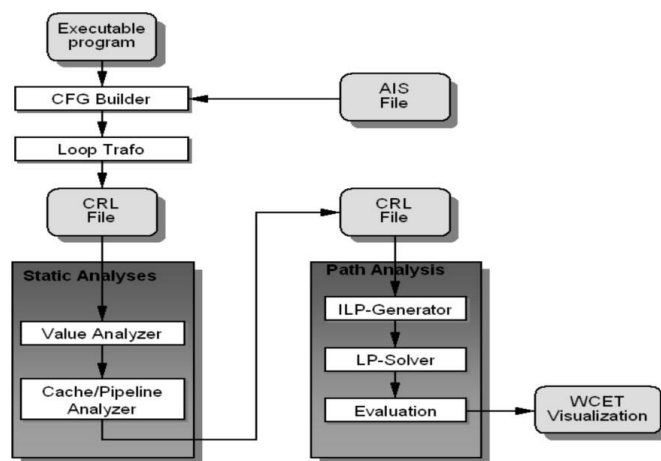 Executable
program
CFG Builder
AIS
File
Loop Trafo
CRL
File
CRL
File
Static Analyses
Value Analyzer
Cache/Pipeline
Analyzer
Path Analysis
ILP-Generator
LP-Solver
Evaluation
WCET
Visualization